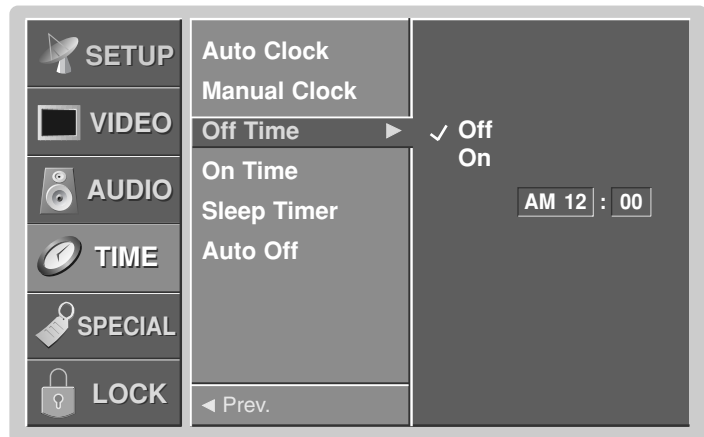 SETUP
VIDEO
AUDIO
TIME
SPECIAL
LOCK
Auto Clock
Manual Clock
Off Time ▶
On Time
Sleep Timer
Auto Off
◀ Prev.
✓ Off
On
AM 12 : 00